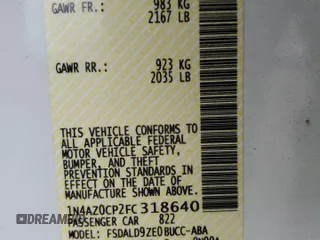 GAWR FR.: 983 KG
2167 LB
GAWR RR.: 923 KG
2035 LB
THIS VEHICLE CONFORMS TO
ALL APPLICABLE FEDERAL
MOTOR VEHICLE SAFETY,
BUMPER, AND THEFT
PREVENTION STANDARDS IN
EFFECT ON THE DATE OF
MANUFACTURE SHOWN ABOVE.
1N4AZ0CP2FC318640
PASSENGER CAR 822
MODEL: FSDALD9ZE0BUCC-ABA